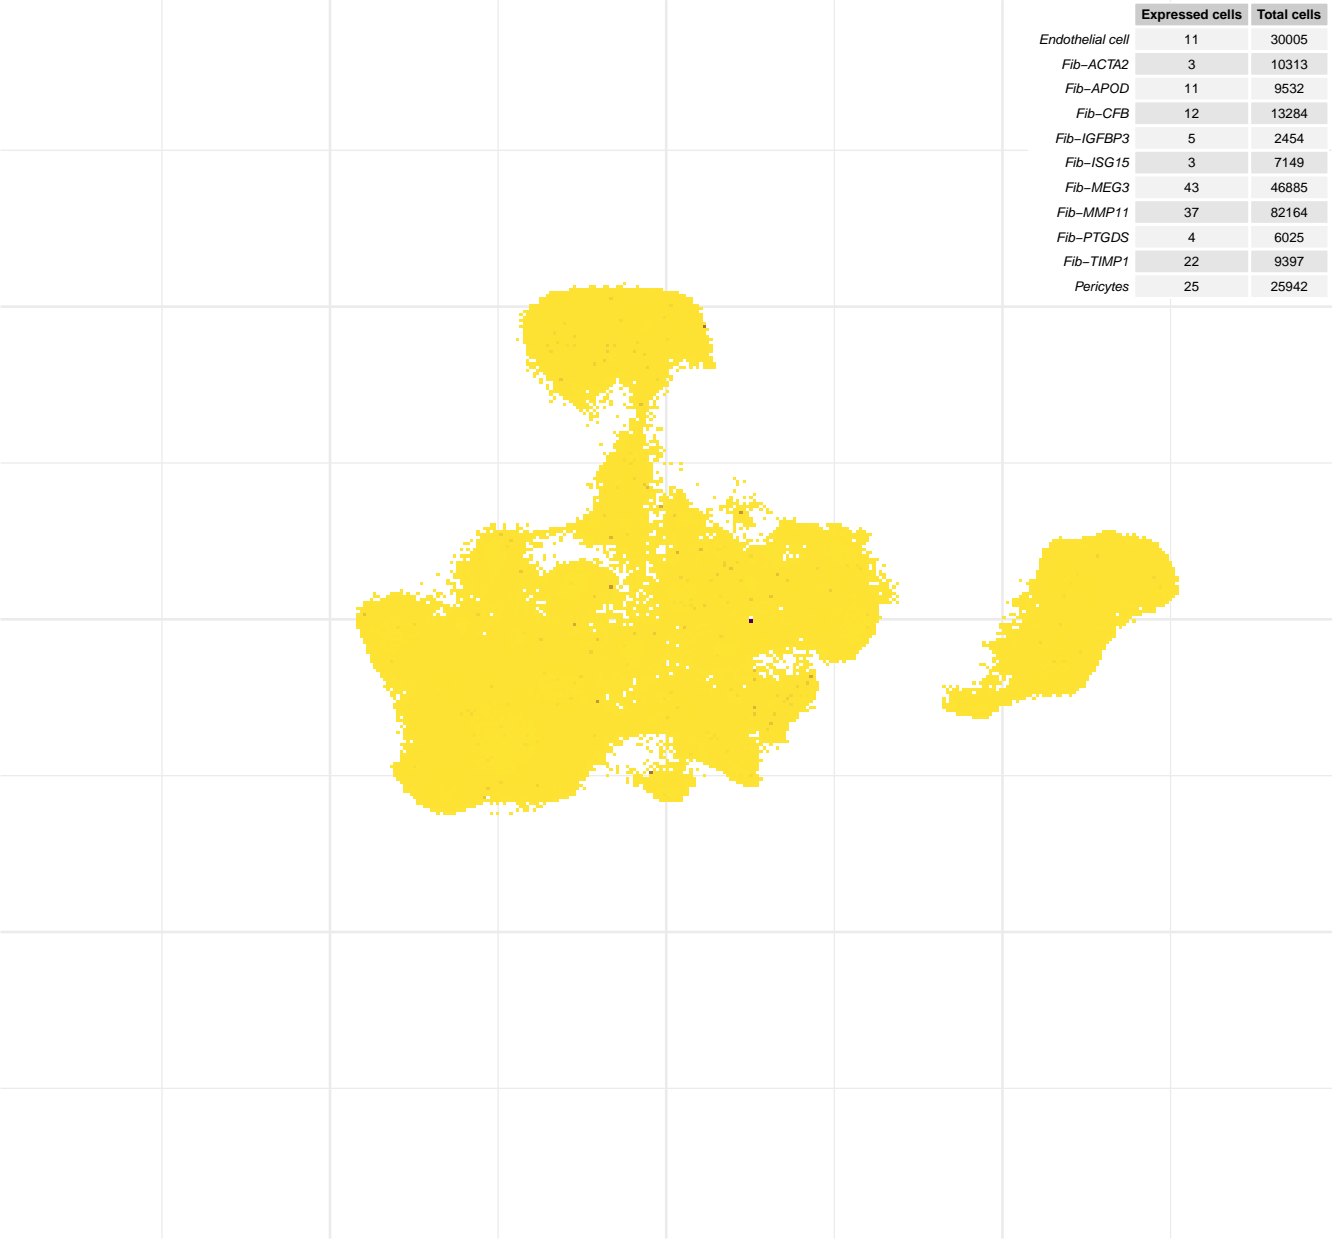 Expressed cells Total cells
Endothelial cell 11 30005
Fib−ACTA2 3 10313
Fib−APOD 11 9532
Fib−CFB 12 13284
Fib−IGFBP3 5 2454
Fib−ISG15 3 7149
Fib−MEG3 43 46885
Fib−MMP11 37 82164
Fib−PTGDS 4 6025
Fib−TIMP1 22 9397
Pericytes 25 25942